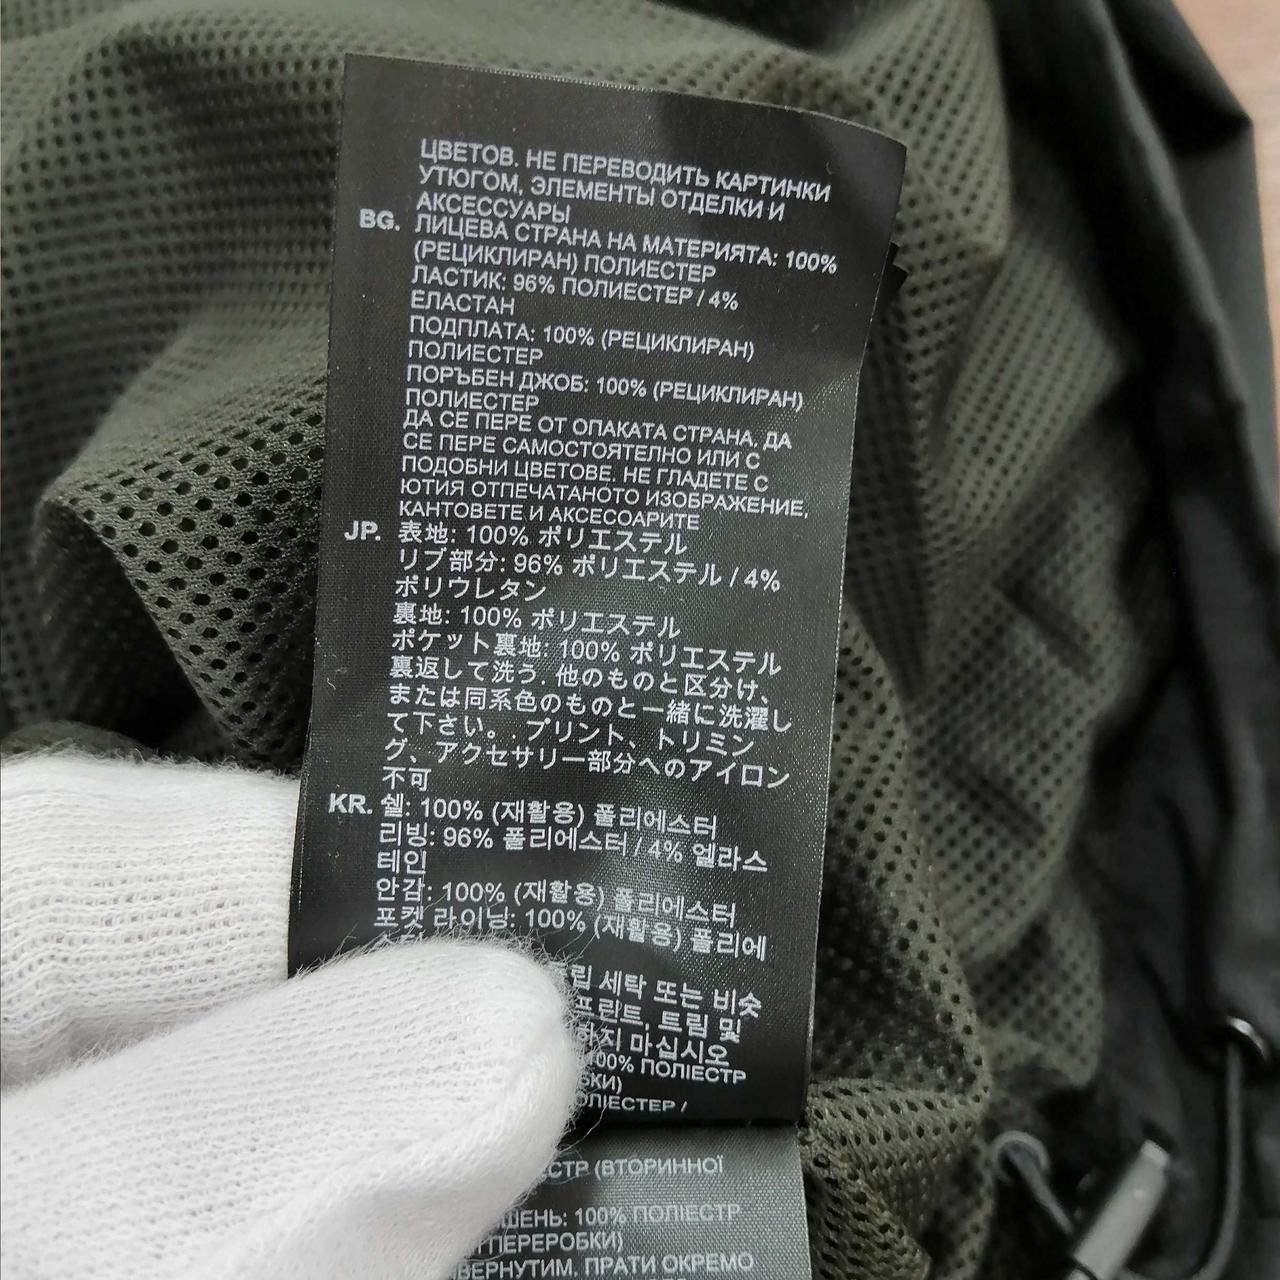 ЦВЕТОВ. НЕ ПЕРЕВОДИТЬ КАРТИНКИ
УТЮГОМ, ЭЛЕМЕНТЫ ОТДЕЛКИ И
АКСЕССУАРЫ
BG. ЛИЦЕВА СТРАНА НА МАТЕРИЯТА: 100%
(РЕЦИКЛИРАН) ПОЛИЕСТЕР
ЛАСТИК: 96% ПОЛИЕСТЕР / 4%
ЕЛАСТАН
ПОДПЛАТА: 100% (РЕЦИКЛИРАН)
ПОЛИЕСТЕР
ПОРЪБЕН ДЖОБ: 100% (РЕЦИКЛИРАН)
ПОЛИЕСТЕР
ДА СЕ ПЕРЕ ОТ ОПАКАТА СТРАНА. ДА
СЕ ПЕРЕ САМОСТОЯТЕЛНО ИЛИ С
ПОДОБНИ ЦВЕТОВЕ. НЕ ГЛАДЕТЕ С
ЮТИЯ ОТПЕЧАТАНОТО ИЗОБРАЖЕНИЕ,
КАНТОВЕТЕ И АКСЕСОАРИТЕ
JP. 表地: 100% ポリエステル
リブ部分: 96% ポリエステル / 4%
ポリウレタン
裏地: 100% ポリエステル
ポケット裏地: 100% ポリエステル
裏返して洗う. 他のものと区分け、
または同系色のものと一緒に洗濯し
て下さい。. プリント、トリミン
グ、アクセサリー部分へのアイロン
不可
KR. 쉘: 100% (재활용) 폴리에스터
리빙: 96% 폴리에스터 / 4% 엘라스
테인
안감: 100% (재활용) 폴리에스터
포켓 라이닝: 100% (재활용) 폴리에
세탁 또는 비슷
프린트, 트림 및
하지 마십시오
100% ПОЛІЕСТР
ПОЛІЕСТЕР /
(ВТОРИННОЇ
100% ПОЛІЕСТР
ПЕРЕРОБКИ)
ПРАТИ ОКРЕМО